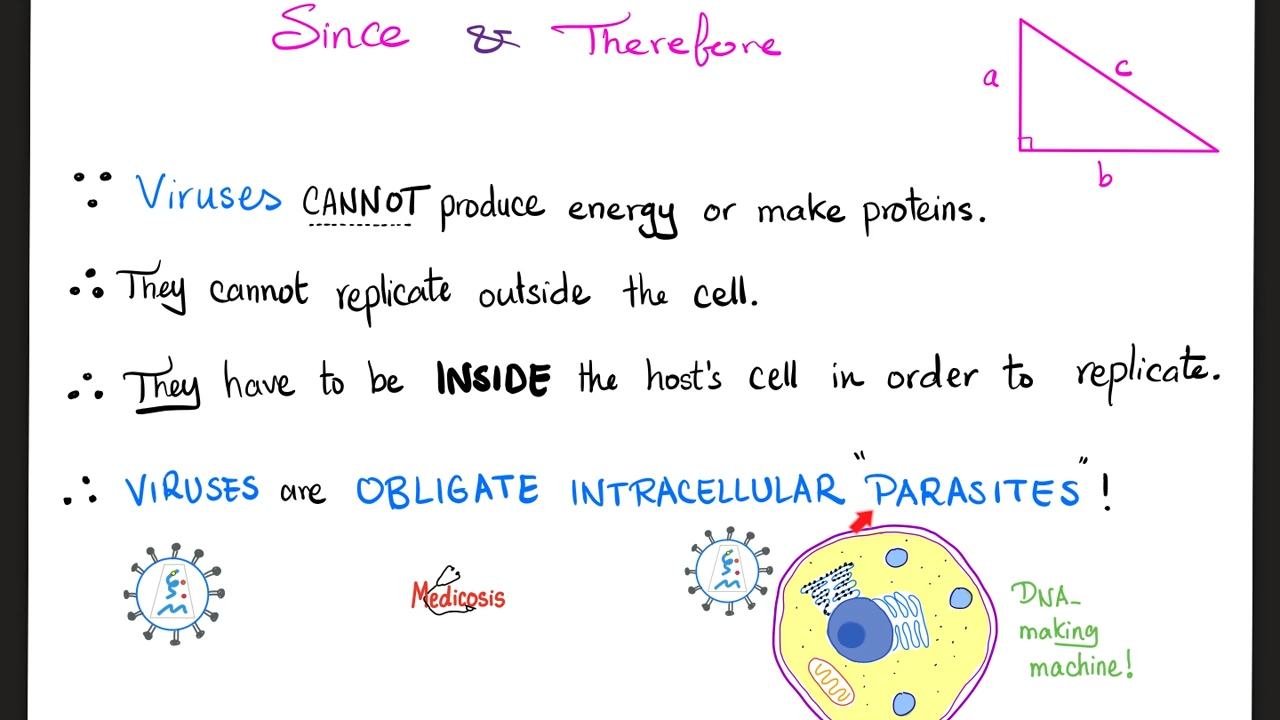 Since & Therefore
a
c
b
∵ Viruses CANNOT produce energy or make proteins.
∴ They cannot replicate outside the cell.
∴ They have to be INSIDE the host's cell in order to replicate.
∴ VIRUSES are OBLIGATE INTRACELLULAR "PARASITES"!
Medicosis
DNA-
making
machine!